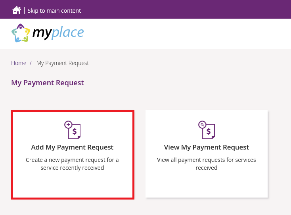 Skip to main content
myplace
Home / My Payment Request
My Payment Request
Add My Payment Request
Create a new payment request for a
service recently received
View My Payment Request
View all payment requests for services
received